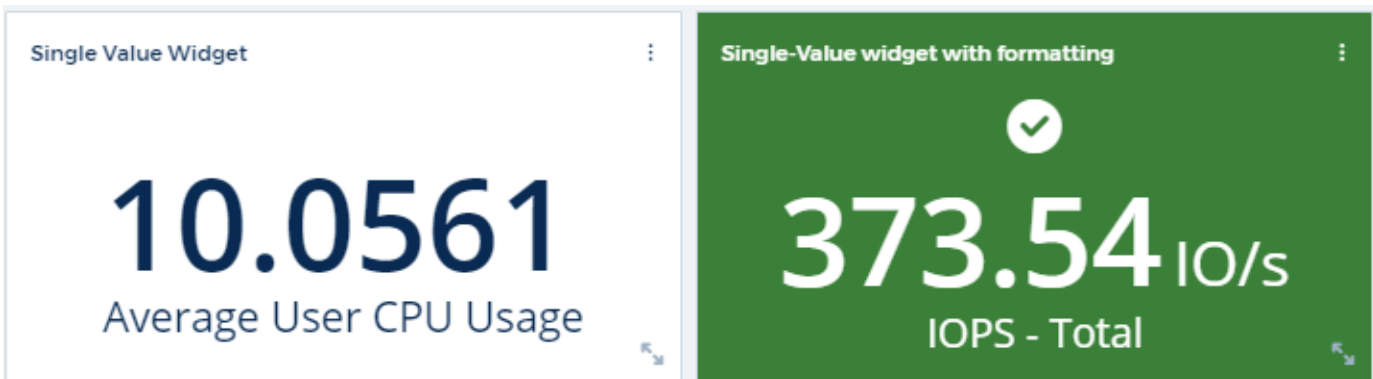 Single Value Widget
10.0561
Average User CPU Usage
Single-Value widget with formatting
373.54 IO/s
IOPS - Total